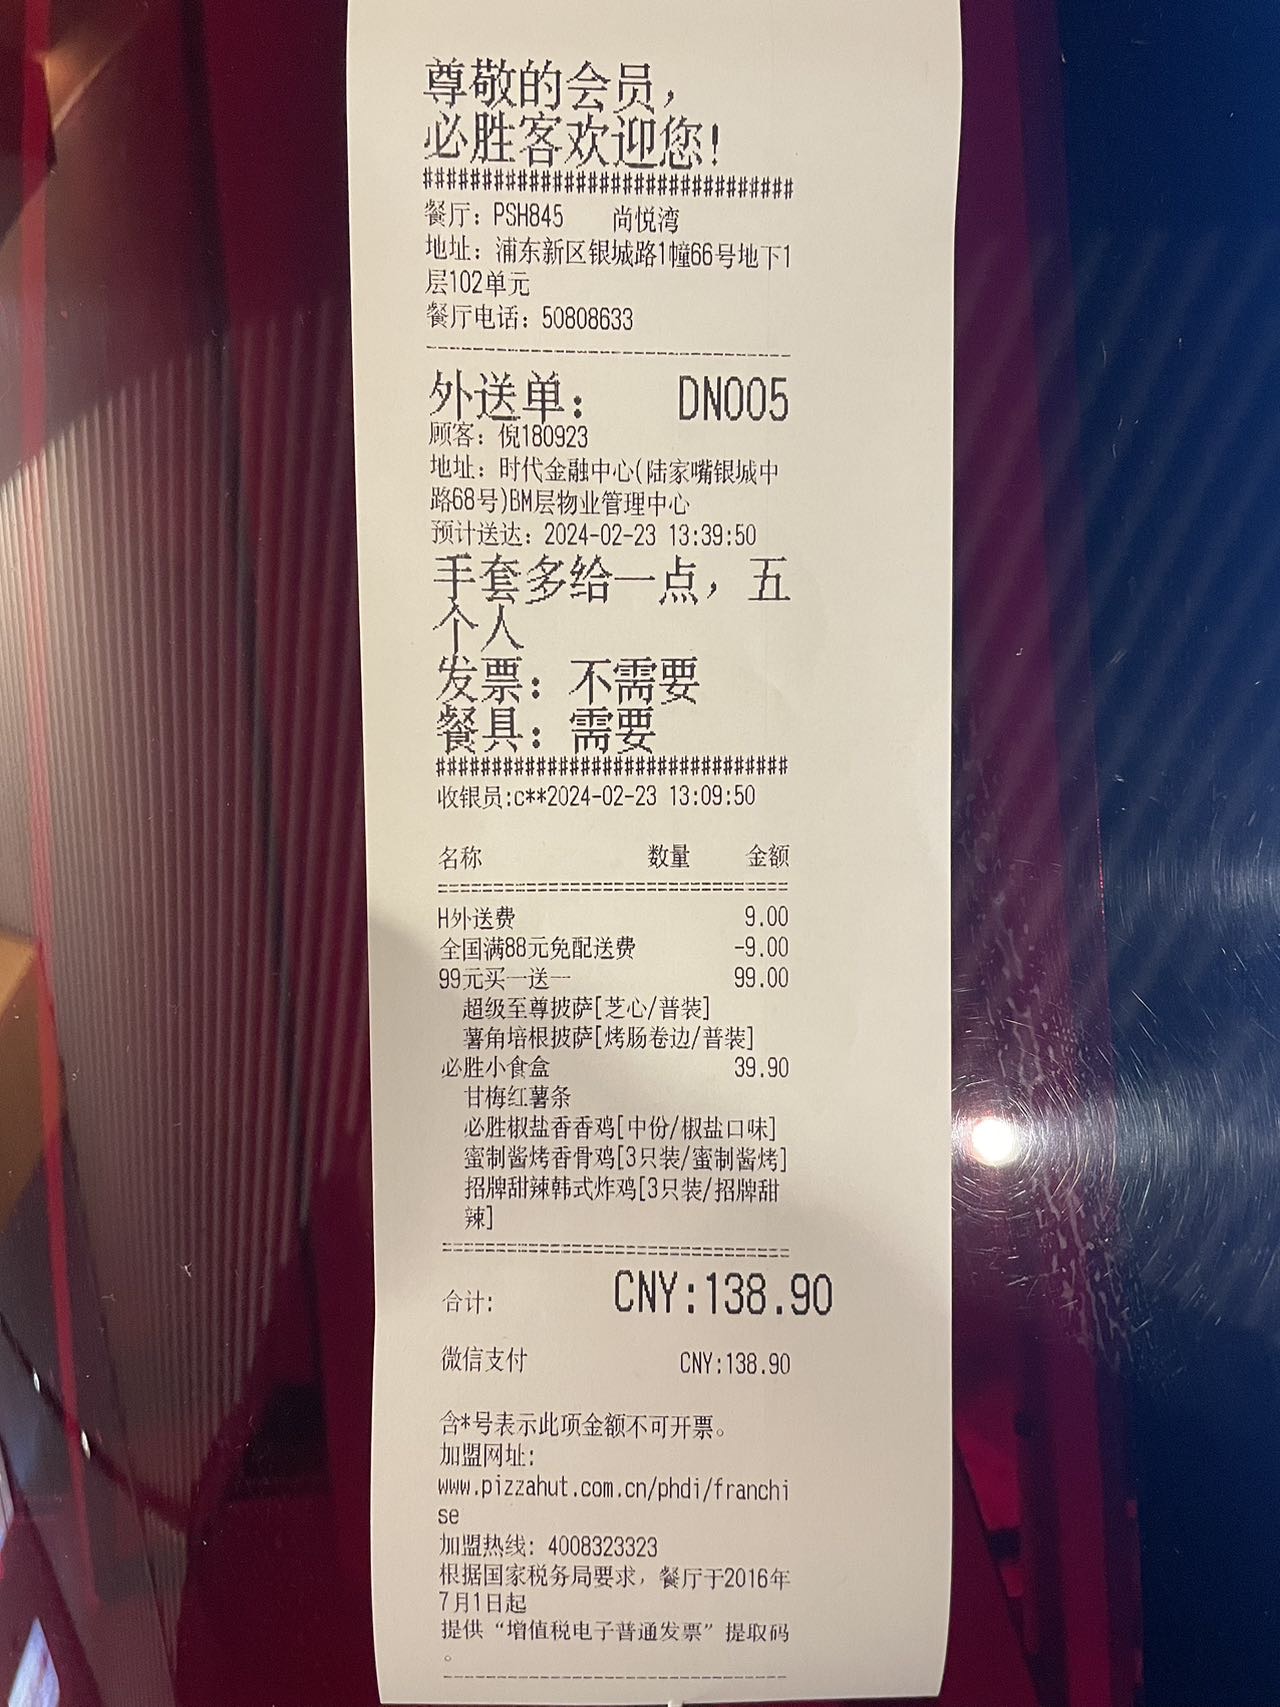 尊敬的会员，
必胜客欢迎您!
################################
餐厅：PSH845 尚悦湾
地址：浦东新区银城路1幢66号地下1
层102单元
餐厅电话：50808633
--------------------------------
外送单： DN005
顾客：倪180923
地址：时代金融中心(陆家嘴银城中
路68号)BM层物业管理中心
预计送达：2024-02-23 13:39:50
手套多给一点，五
个人
发票：不需要
餐具：需要
################################
收银员:c**2024-02-23 13:09:50
名称 数量 金额
================================
H外送费 9.00
全国满88元免配送费 -9.00
99元买一送一 99.00
超级至尊披萨[芝心/普装]
薯角培根披萨[烤肠卷边/普装]
必胜小食盒 39.90
甘梅红薯条
必胜椒盐香香鸡[中份/椒盐口味]
蜜制酱烤香骨鸡[3只装/蜜制酱烤]
招牌甜辣韩式炸鸡[3只装/招牌甜
辣]
================================
合计: CNY:138.90
微信支付 CNY:138.90
含*号表示此项金额不可开票。
加盟网址:
www.pizzahut.com.cn/phdi/franchi
se
加盟热线: 4008323323
根据国家税务局要求，餐厅于2016年
7月1日起
提供“增值税电子普通发票”提取码
。
--------------------------------